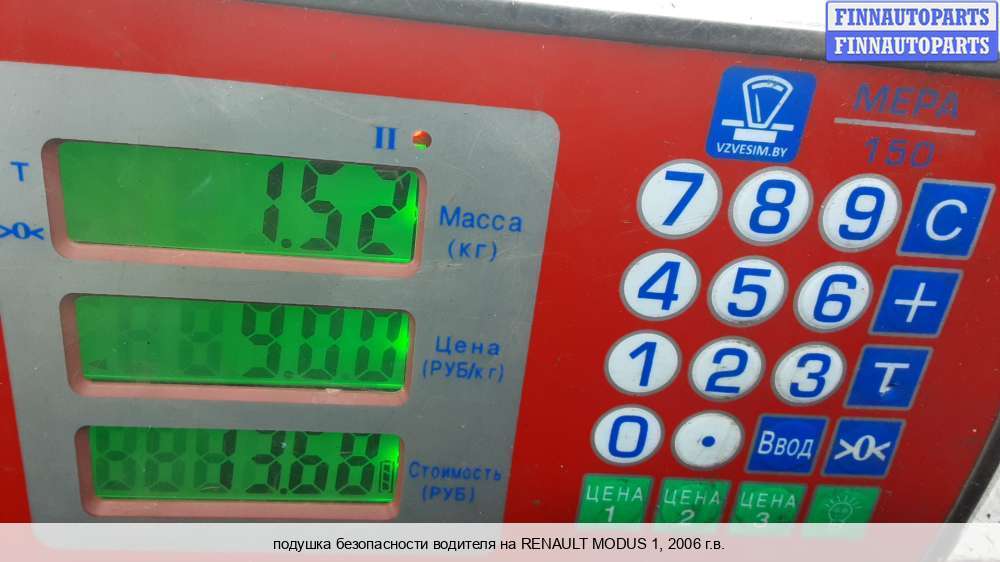 FINNAUTOPARTS
FINNAUTOPARTS
МЕРА
150
VZVESIM.BY
II
Т
>0<
1.52
Масса
(кг)
9.00
Цена
(РУБ/кг)
13.68
Стоимость
(РУБ)
7 8 9 C
4 5 6 +
1 2 3 T
0 . Ввод >0<
ЦЕНА 1 ЦЕНА 2 ЦЕНА 3
подушка безопасности водителя на RENAULT MODUS 1, 2006 г.в.